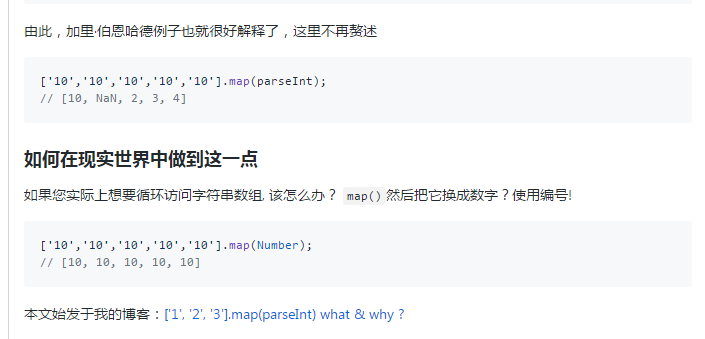 由此，加里·伯恩哈德例子也就很好解释了，这里不再赘述
['10','10','10','10','10'].map(parseInt);
// [10, NaN, 2, 3, 4]
如何在现实世界中做到这一点
如果您实际上想要循环访问字符串数组, 该怎么办？ map()然后把它换成数字？使用编号!
['10','10','10','10','10'].map(Number);
// [10, 10, 10, 10, 10]
本文始发于我的博客：['1', '2', '3'].map(parseInt) what & why ?